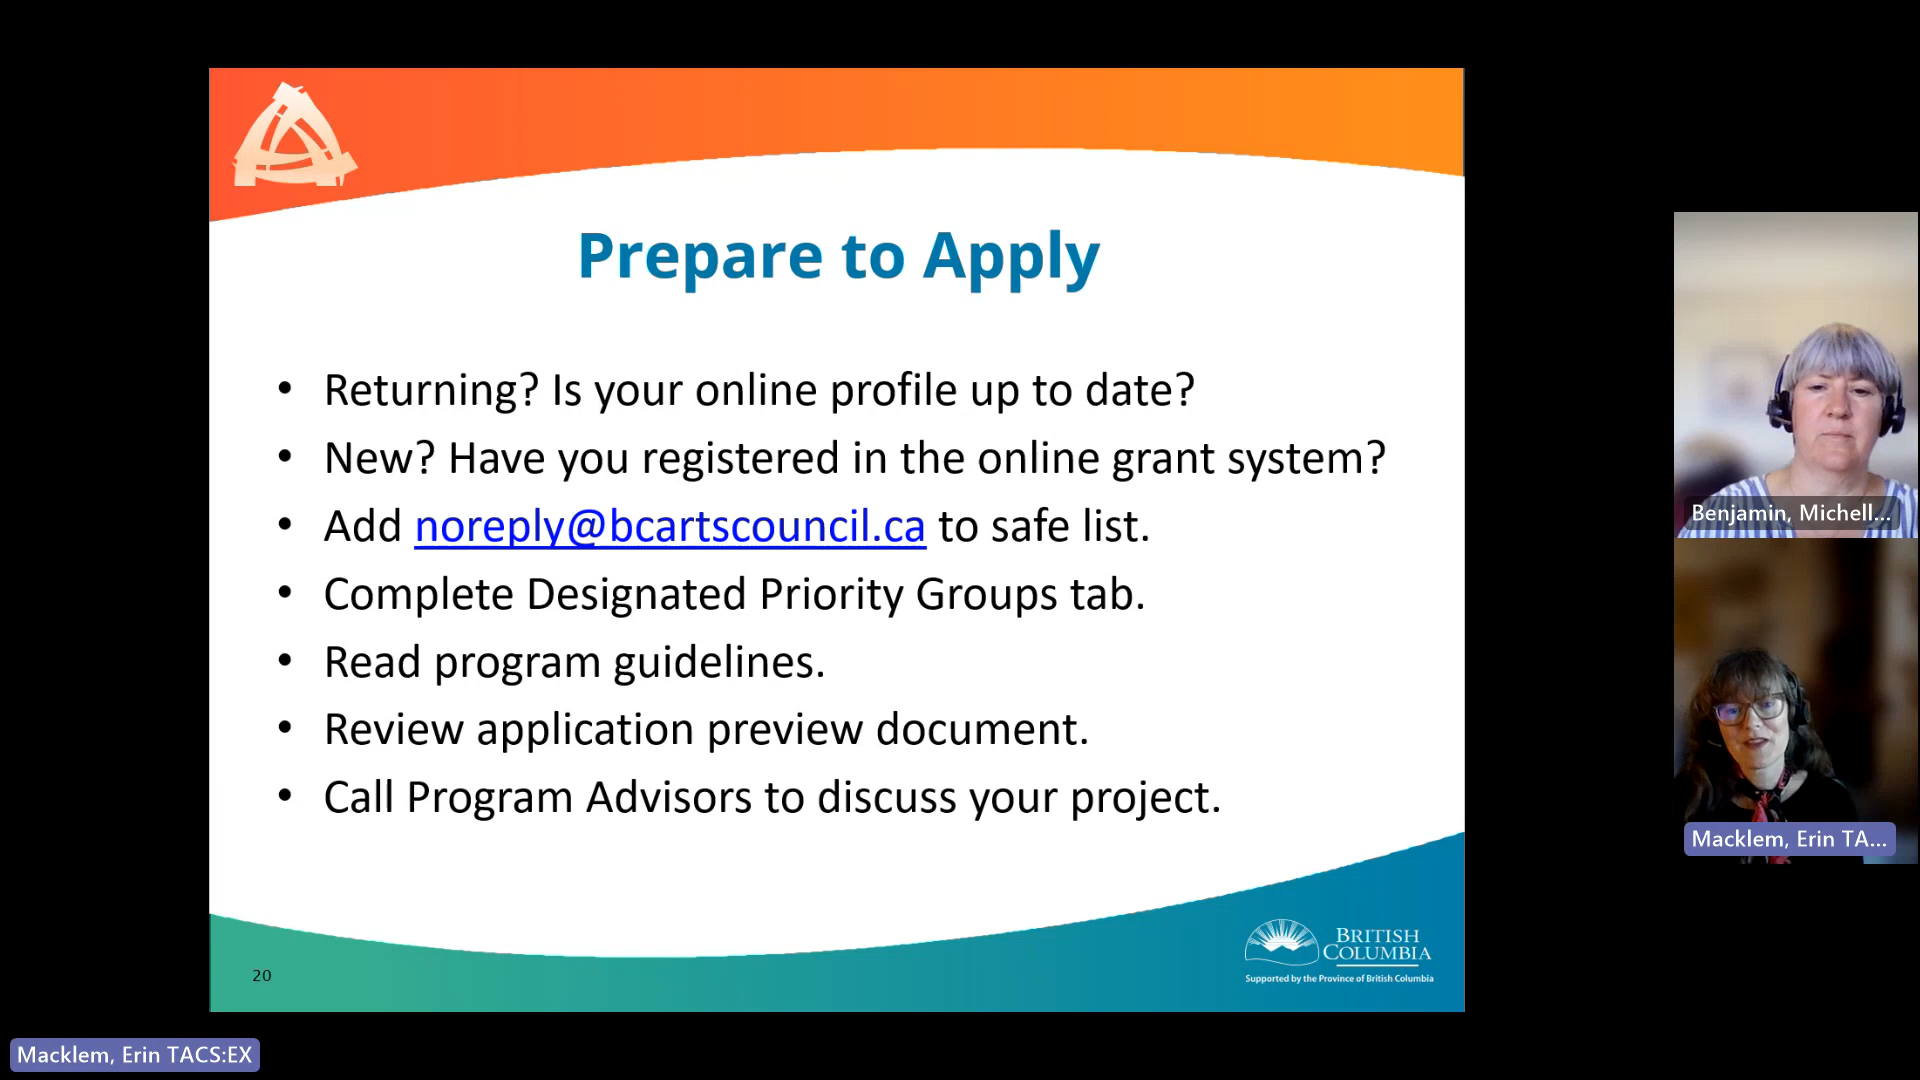 Prepare to Apply
• Returning? Is your online profile up to date?
• New? Have you registered in the online grant system?
• Add noreply@bcartscouncil.ca to safe list.
• Complete Designated Priority Groups tab.
• Read program guidelines.
• Review application preview document.
• Call Program Advisors to discuss your project.
20
BRITISH
COLUMBIA
Supported by the Province of British Columbia
Benjamin, Michell...
Macklem, Erin TA...
Macklem, Erin TACS:EX